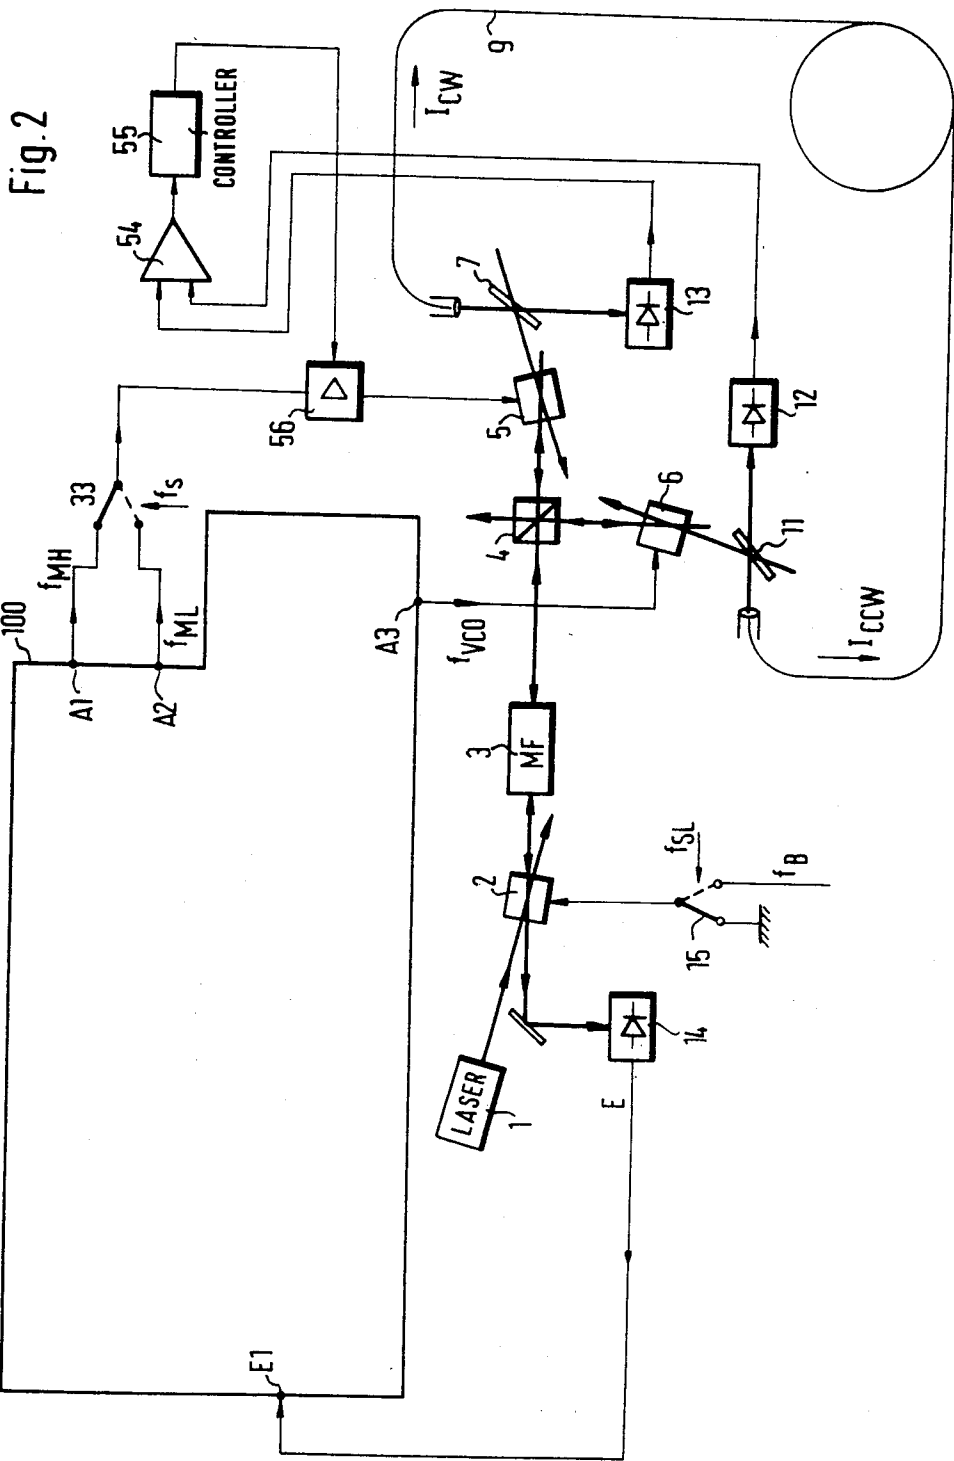 Fig. 2
100
A1
f_MH
A2
f_ML
33
f_S
54
55
CONTROLLER
56
9
I_CW
7
5
13
4
6
12
11
I_CCW
A3
f_VCO
3
MF
2
f_SL
f_B
15
LASER
1
14
E
E1